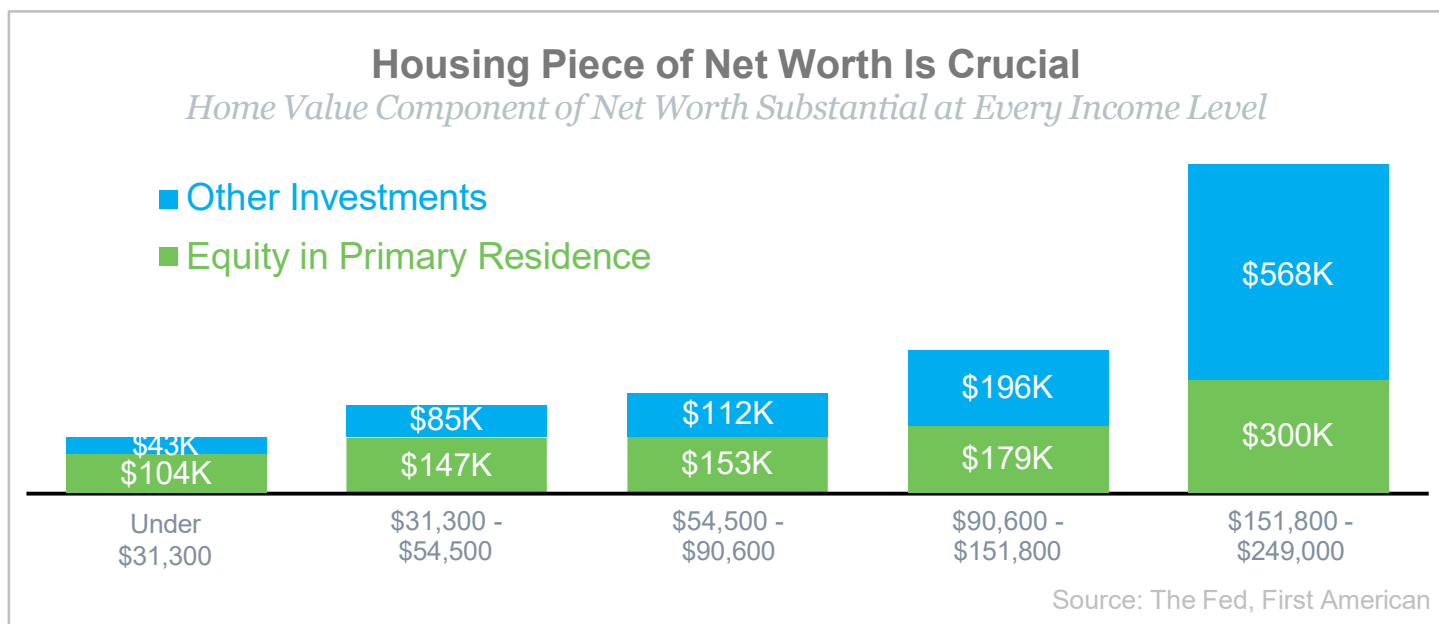 Housing Piece of Net Worth Is Crucial
Home Value Component of Net Worth Substantial at Every Income Level
Other Investments
Equity in Primary Residence
$43K
$104K
$85K
$147K
$112K
$153K
$196K
$179K
$568K
$300K
Under
$31,300
$31,300 -
$54,500
$54,500 -
$90,600
$90,600 -
$151,800
$151,800 -
$249,000
Source: The Fed, First American